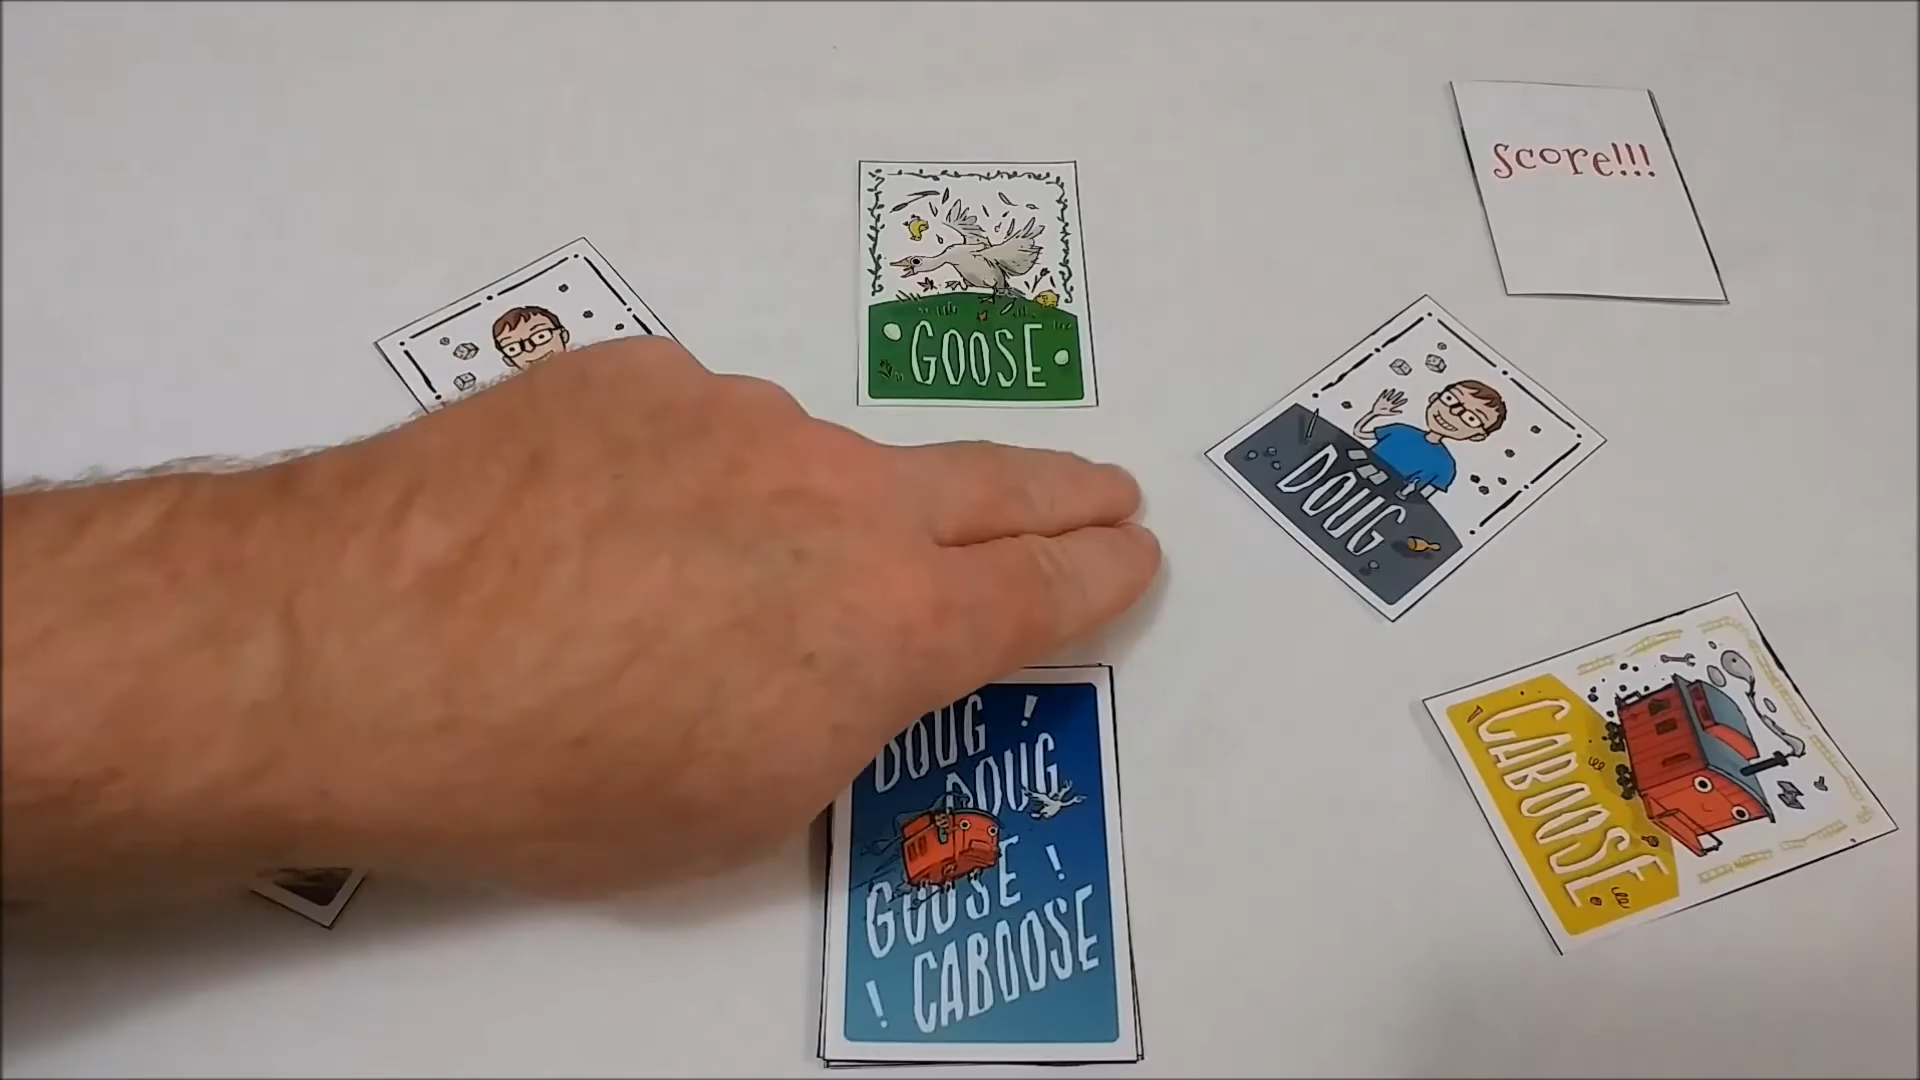 score!!!
GOOSE
DOUG
CABOOSE
DOUG !
DOUG
GOOSE !
! CABOOSE